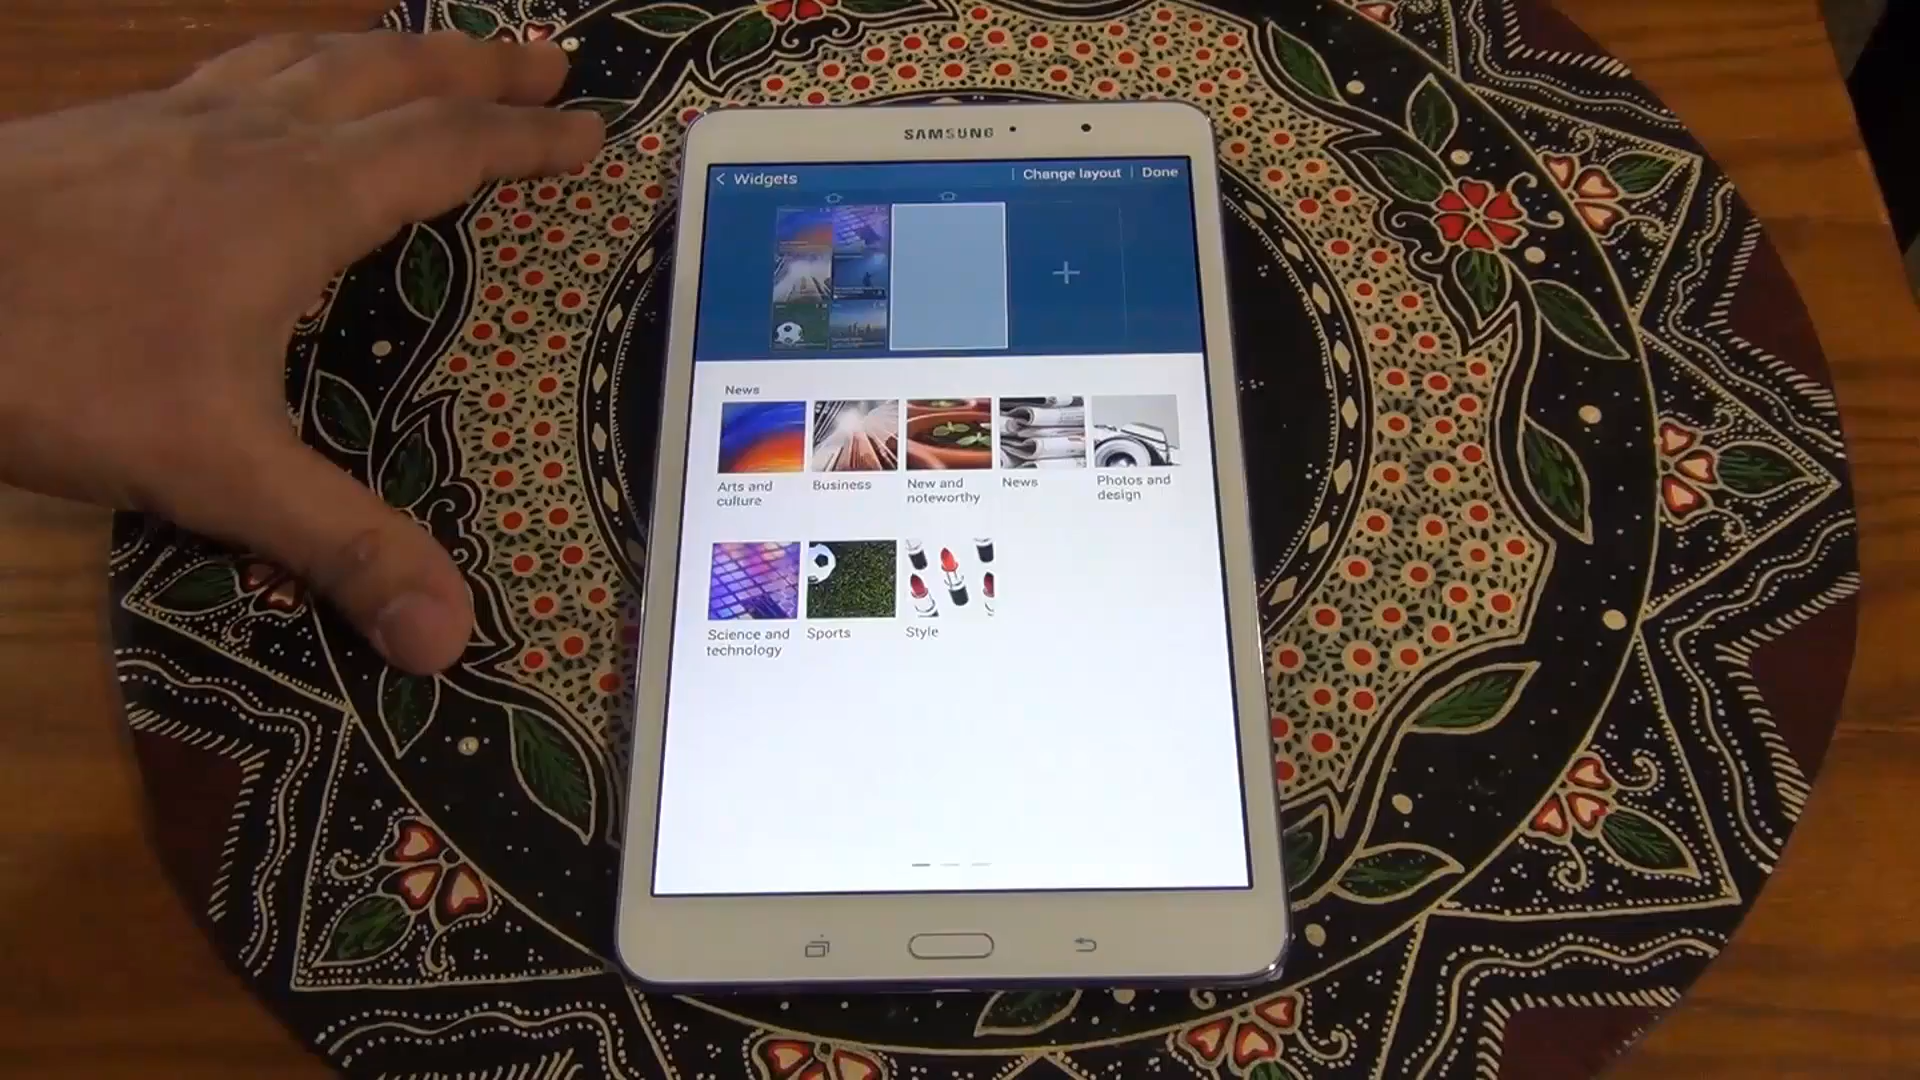 SAMSUNG
< Widgets
Change layout
Done
News
Arts and
culture
Business
New and
noteworthy
News
Photos and
design
Science and
technology
Sports
Style